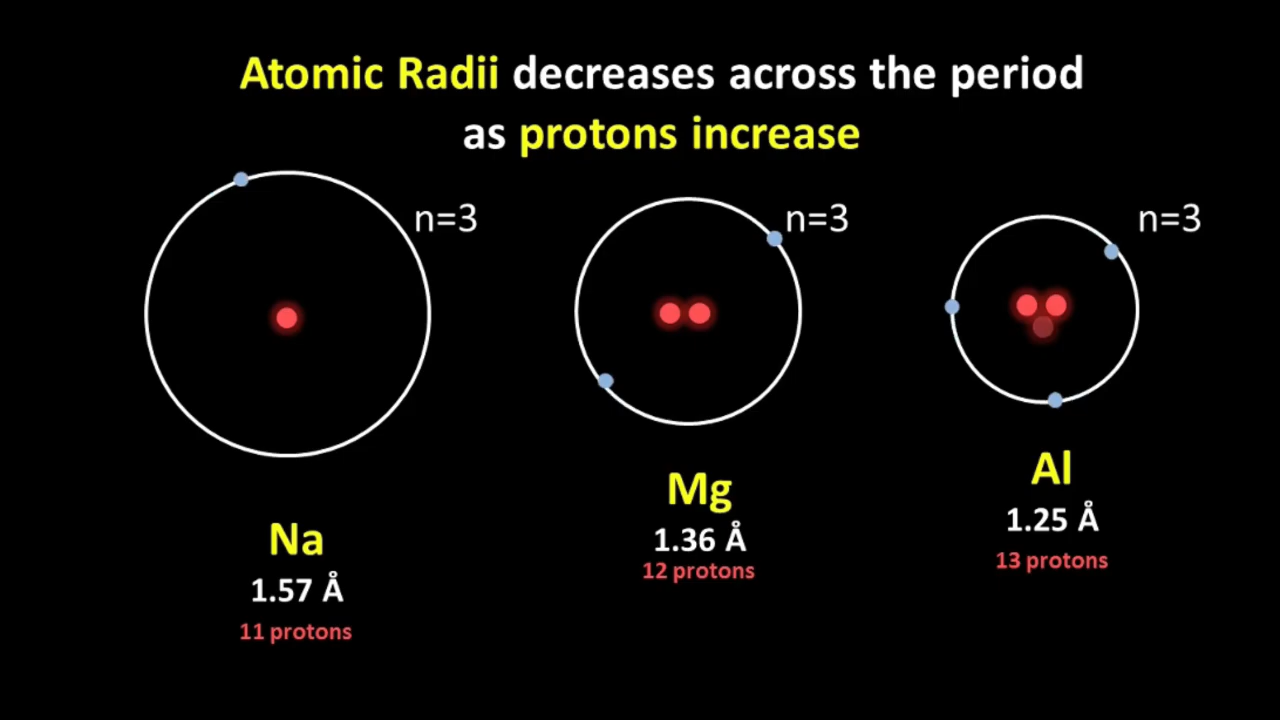 Atomic Radii decreases across the period
as protons increase
n=3
n=3
n=3
Na
1.57 Å
11 protons
Mg
1.36 Å
12 protons
Al
1.25 Å
13 protons